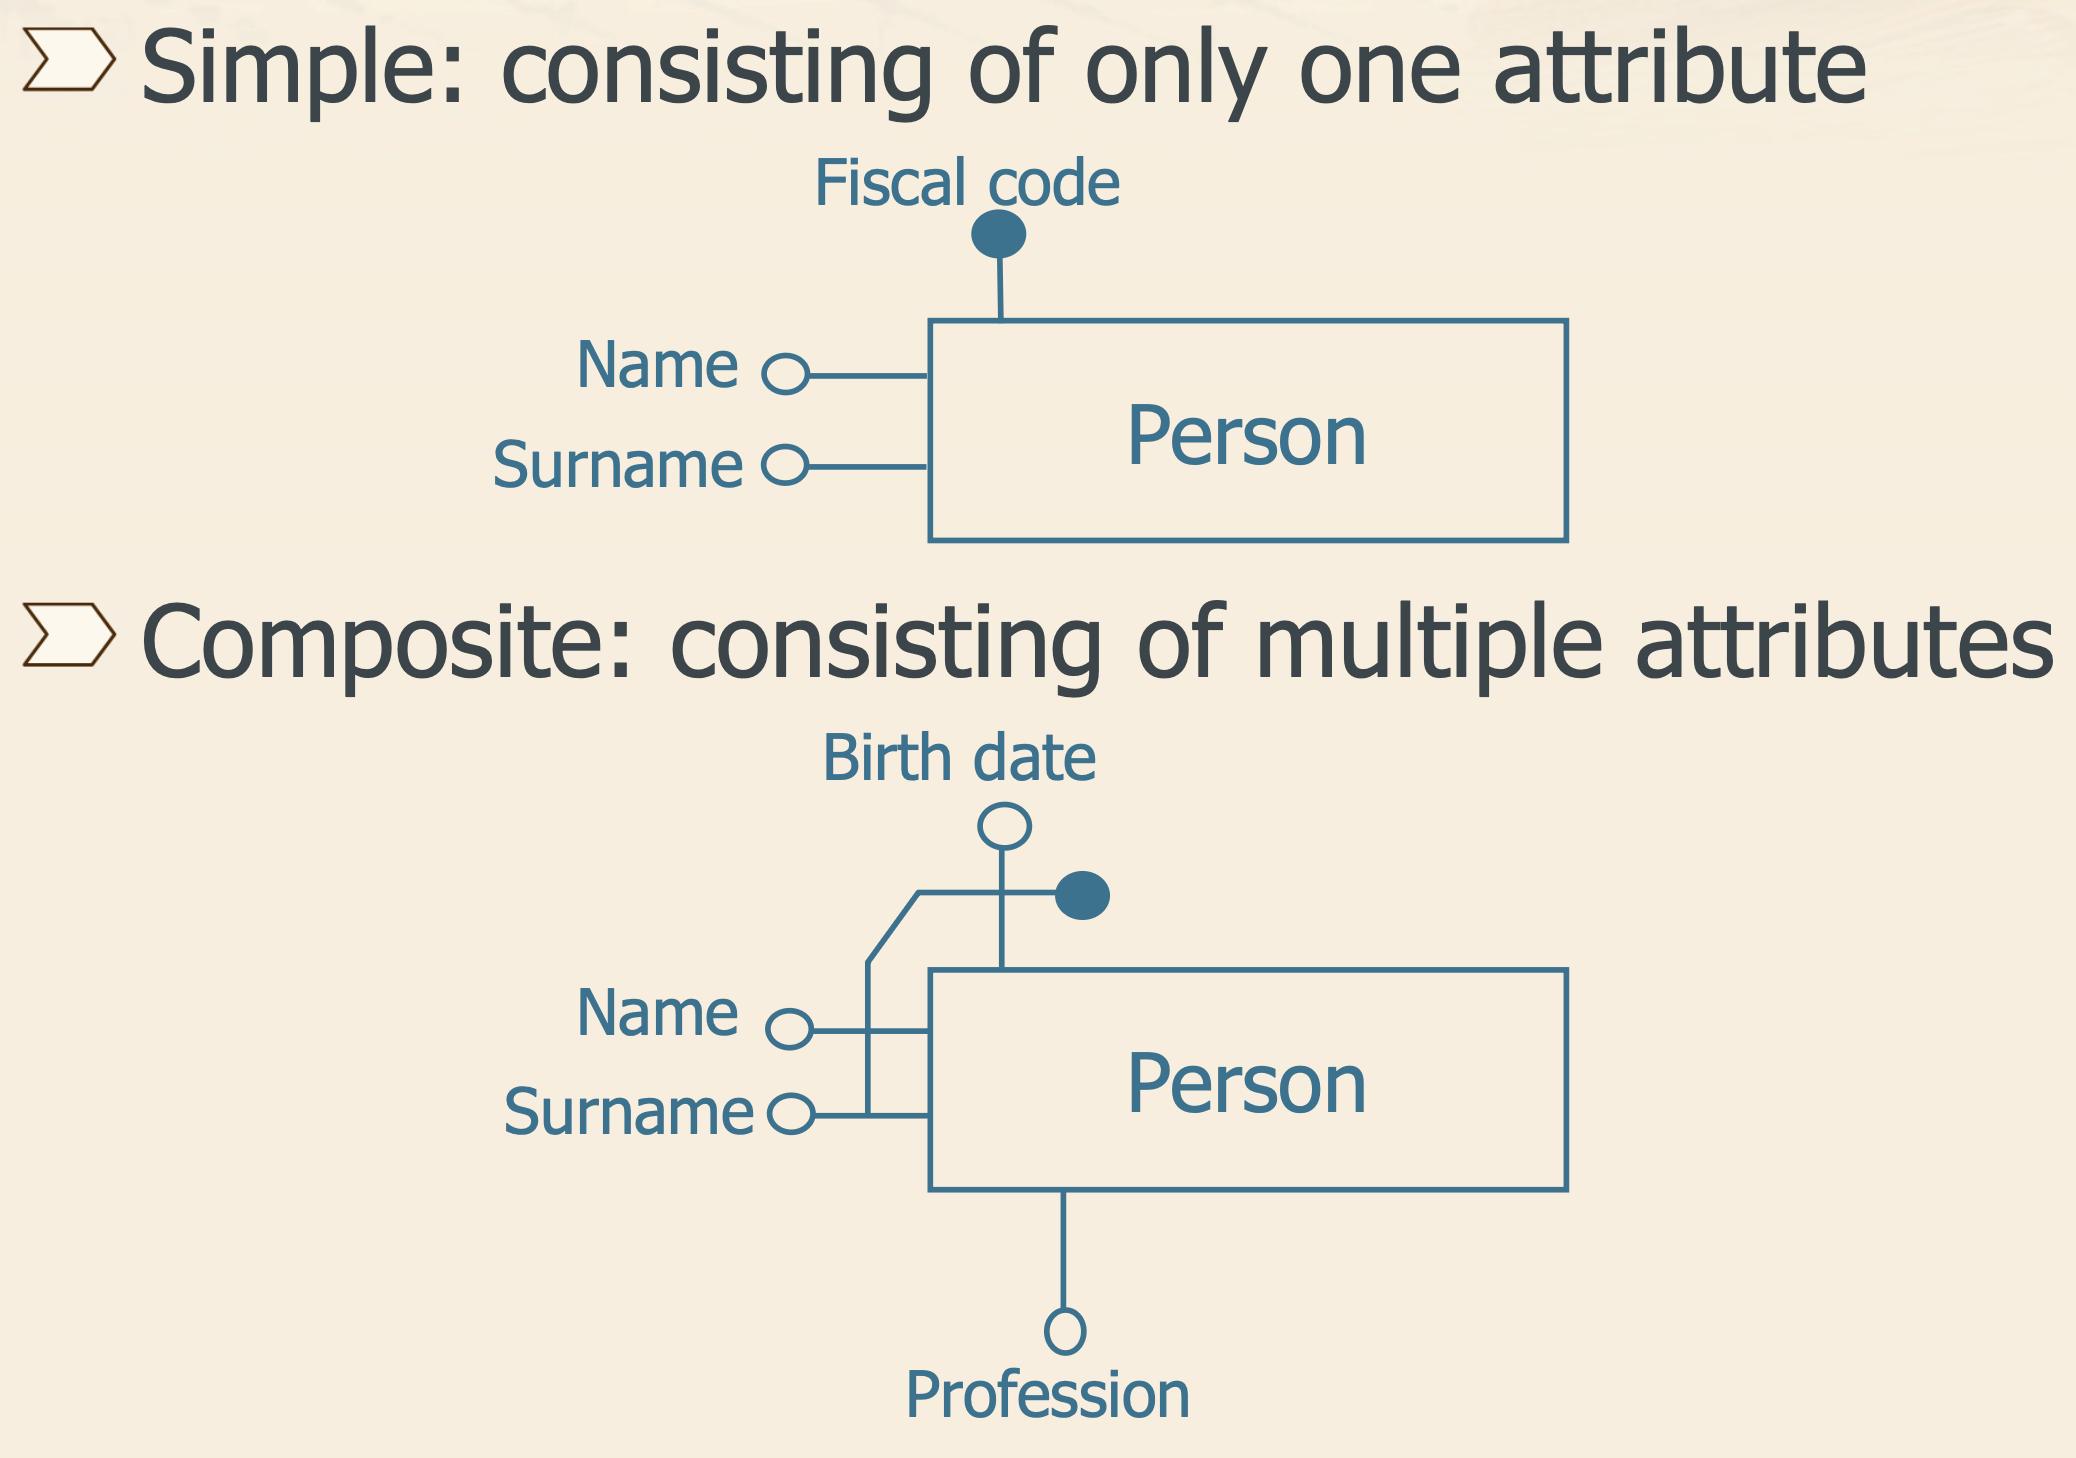 Simple: consisting of only one attribute
Fiscal code
Name
Surname
Person
Composite: consisting of multiple attributes
Birth date
Name
Surname
Person
Profession